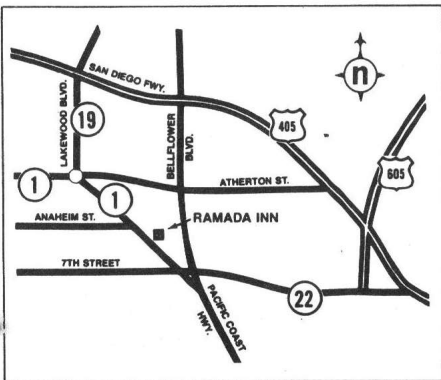 SAN DIEGO FWY.
LAKEWOOD BLVD.
19
BELLFLOWER
BLVD.
n
405
605
1
1
ATHERTON ST.
ANAHEIM ST.
RAMADA INN
7TH STREET
22
PACIFIC COAST
HWY.